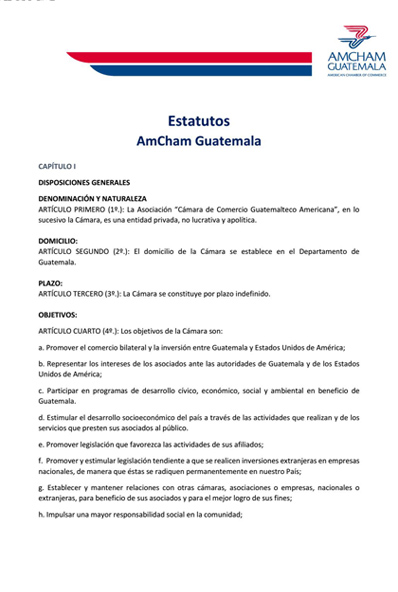 AMCHAM
GUATEMALA
AMERICAN CHAMBER OF COMMERCE
Estatutos
AmCham Guatemala
CAPÍTULO I
DISPOSICIONES GENERALES
DENOMINACIÓN Y NATURALEZA
ARTÍCULO PRIMERO (1º.): La Asociación “Cámara de Comercio Guatemalteco Americana”, en lo
sucesivo la Cámara, es una entidad privada, no lucrativa y apolítica.
DOMICILIO:
ARTÍCULO SEGUNDO (2º.): El domicilio de la Cámara se establece en el Departamento de
Guatemala.
PLAZO:
ARTÍCULO TERCERO (3º.): La Cámara se constituye por plazo indefinido.
OBJETIVOS:
ARTÍCULO CUARTO (4º.): Los objetivos de la Cámara son:
a. Promover el comercio bilateral y la inversión entre Guatemala y Estados Unidos de América;
b. Representar los intereses de los asociados ante las autoridades de Guatemala y de los Estados
Unidos de América;
c. Participar en programas de desarrollo cívico, económico, social y ambiental en beneficio de
Guatemala.
d. Estimular el desarrollo socioeconómico del país a través de las actividades que realizan y de los
servicios que presten sus asociados al público.
e. Promover legislación que favorezca las actividades de sus afiliados;
f. Promover y estimular legislación tendiente a que se realicen inversiones extranjeras en empresas
nacionales, de manera que éstas se radiquen permanentemente en nuestro País;
g. Establecer y mantener relaciones con otras cámaras, asociaciones o empresas, nacionales o
extranjeras, para beneficio de sus asociados y para el mejor logro de sus fines;
h. Impulsar una mayor responsabilidad social en la comunidad;